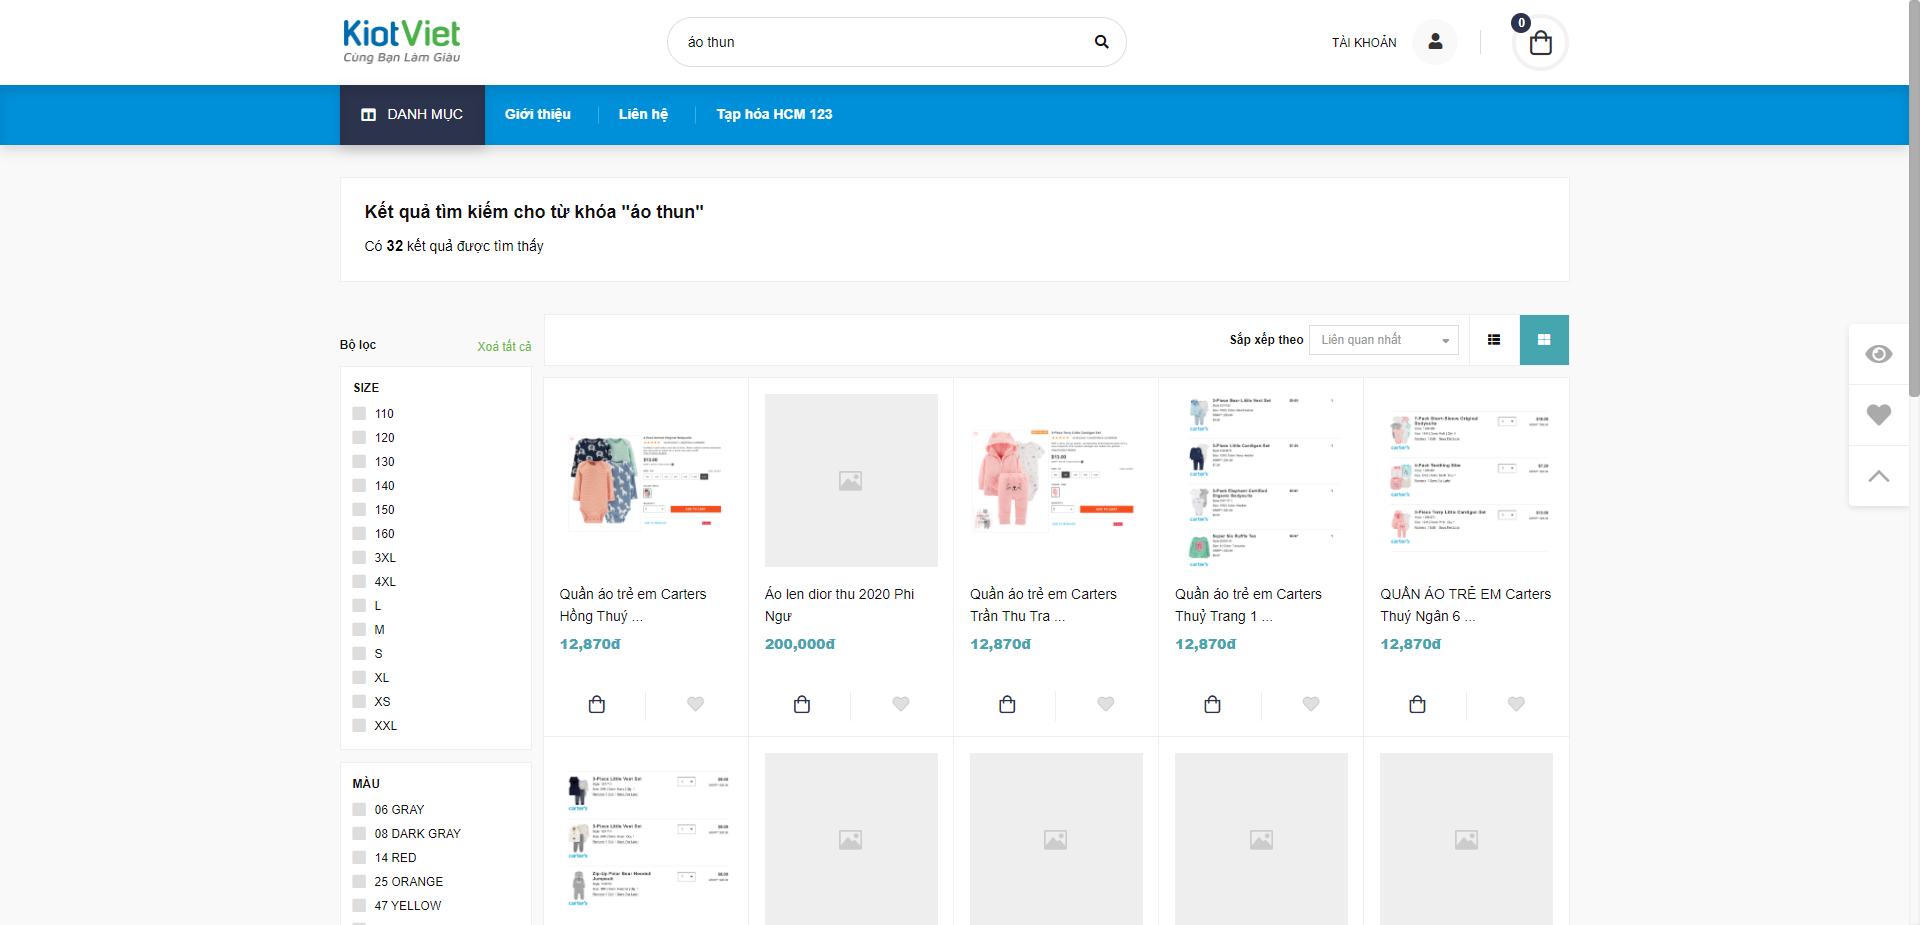 KiotViet
Cùng Bạn Làm Giàu
áo thun
TÀI KHOẢN
0
DANH MỤC
Giới thiệu
Liên hệ
Tạp hóa HCM 123
Kết quả tìm kiếm cho từ khóa "áo thun"
Có 32 kết quả được tìm thấy
Bộ lọc
Xoá tất cả
Sắp xếp theo
Liên quan nhất
SIZE
110
120
130
140
150
160
3XL
4XL
L
M
S
XL
XS
XXL
MÀU
06 GRAY
08 DARK GRAY
14 RED
25 ORANGE
47 YELLOW
Quần áo trẻ em Carters
Hồng Thuý ...
12,870đ
Áo len dior thu 2020 Phi
Ngư
200,000đ
Quần áo trẻ em Carters
Trần Thu Tra ...
12,870đ
Quần áo trẻ em Carters
Thuỷ Trang 1 ...
12,870đ
QUẦN ÁO TRẺ EM Carters
Thuý Ngân 6 ...
12,870đ